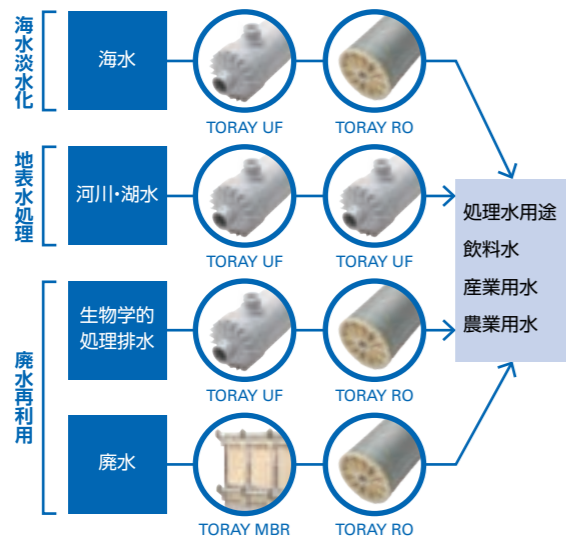 海水淡水化
海水
TORAY UF
TORAY RO
地表水処理
河川・湖水
TORAY UF
TORAY UF
廃水再利用
生物学的
処理排水
TORAY UF
TORAY RO
廃水
TORAY MBR
TORAY RO
処理水用途
飲料水
産業用水
農業用水